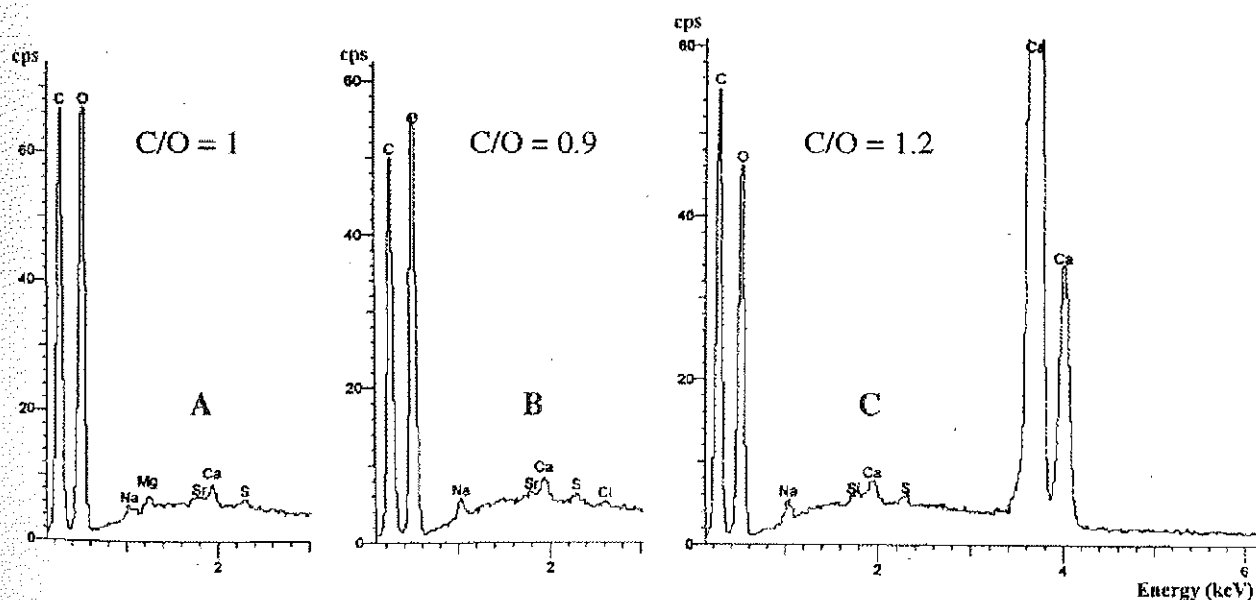 cps
C O
C/O = 1
60
40
20
0
A
Na Mg Sr Ca S
2
cps
60
C O
C/O = 0.9
40
20
0
B
Na Sr Ca S Cl
2
cps
60
C O
C/O = 1.2
Ca
40
Ca
20
0
C
Na Si Ca S
2 4 6
Energy (keV)